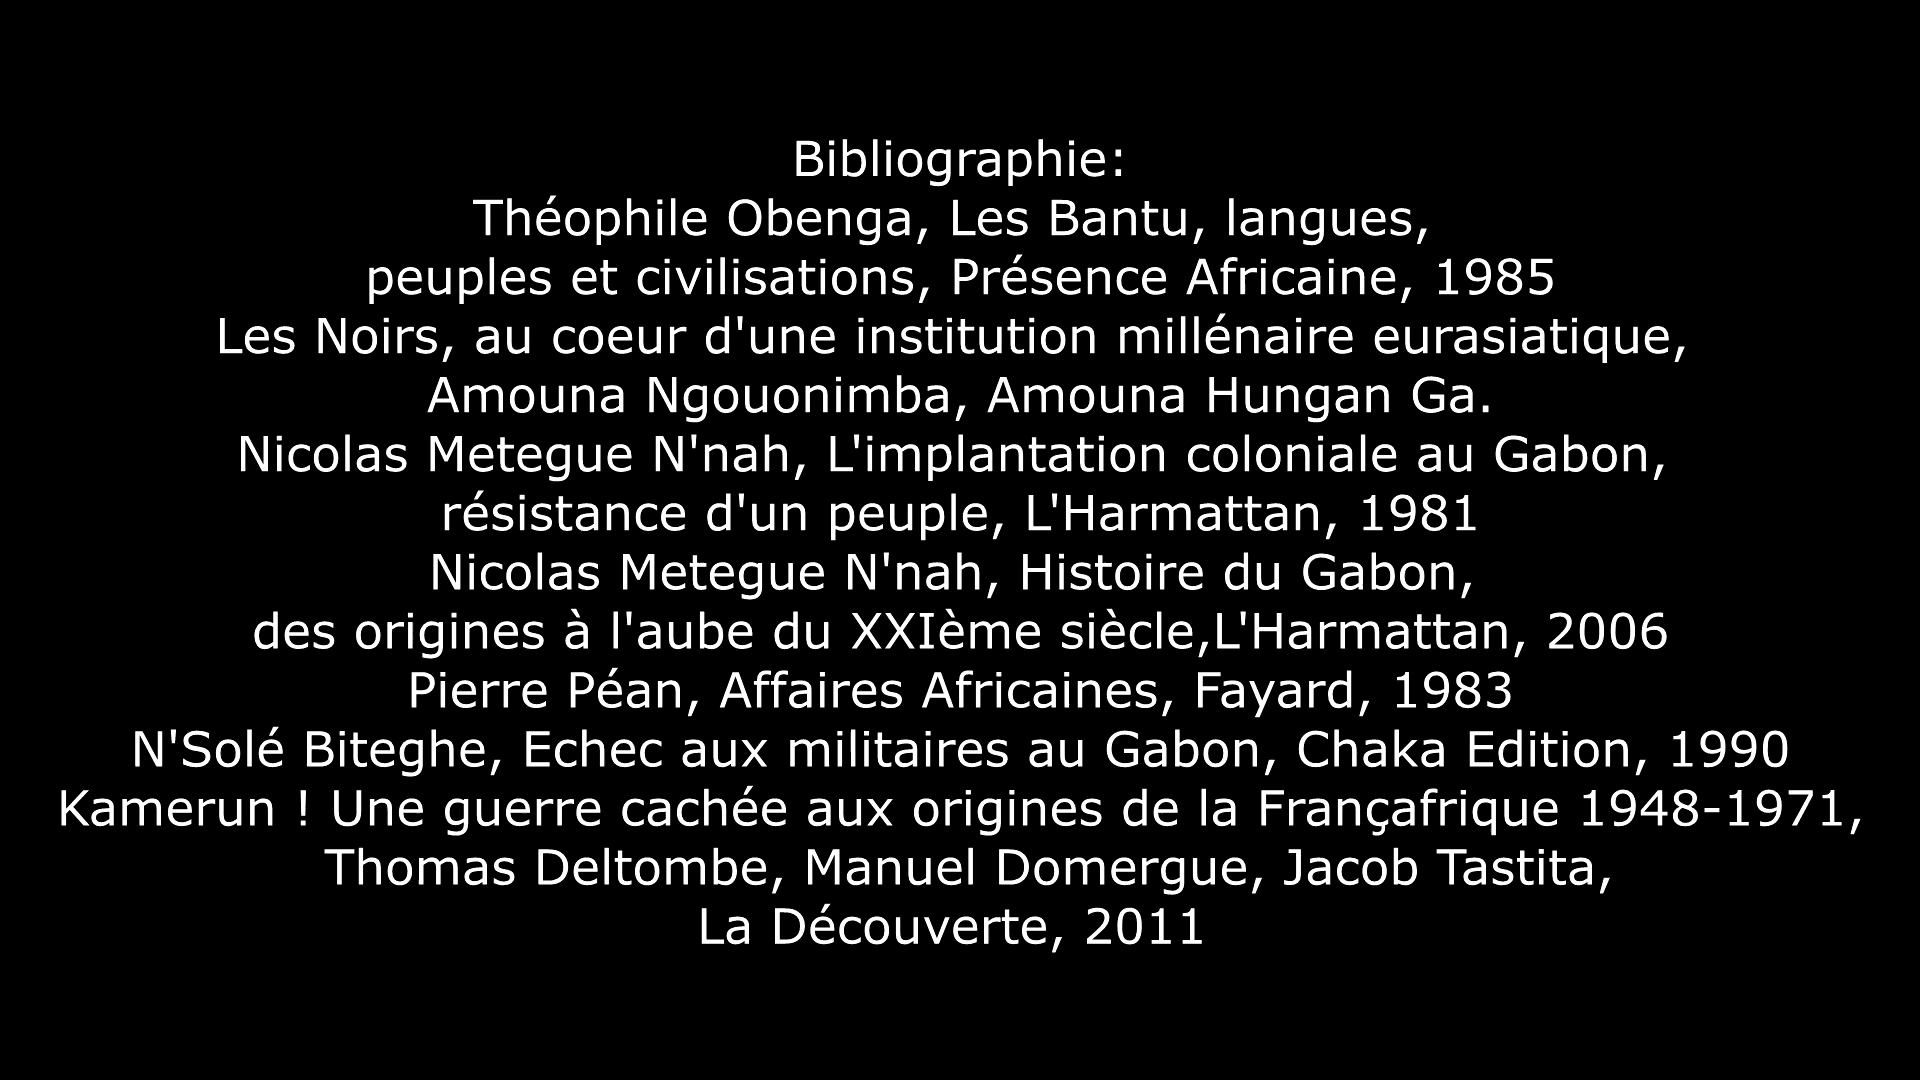 Bibliographie:
Théophile Obenga, Les Bantu, langues,
peuples et civilisations, Présence Africaine, 1985
Les Noirs, au coeur d'une institution millénaire eurasiatique,
Amouna Ngouonimba, Amouna Hungan Ga.
Nicolas Metegue N'nah, L'implantation coloniale au Gabon,
résistance d'un peuple, L'Harmattan, 1981
Nicolas Metegue N'nah, Histoire du Gabon,
des origines à l'aube du XXIème siècle,L'Harmattan, 2006
Pierre Péan, Affaires Africaines, Fayard, 1983
N'Solé Biteghe, Echec aux militaires au Gabon, Chaka Edition, 1990
Kamerun ! Une guerre cachée aux origines de la Françafrique 1948-1971,
Thomas Deltombe, Manuel Domergue, Jacob Tastita,
La Découverte, 2011